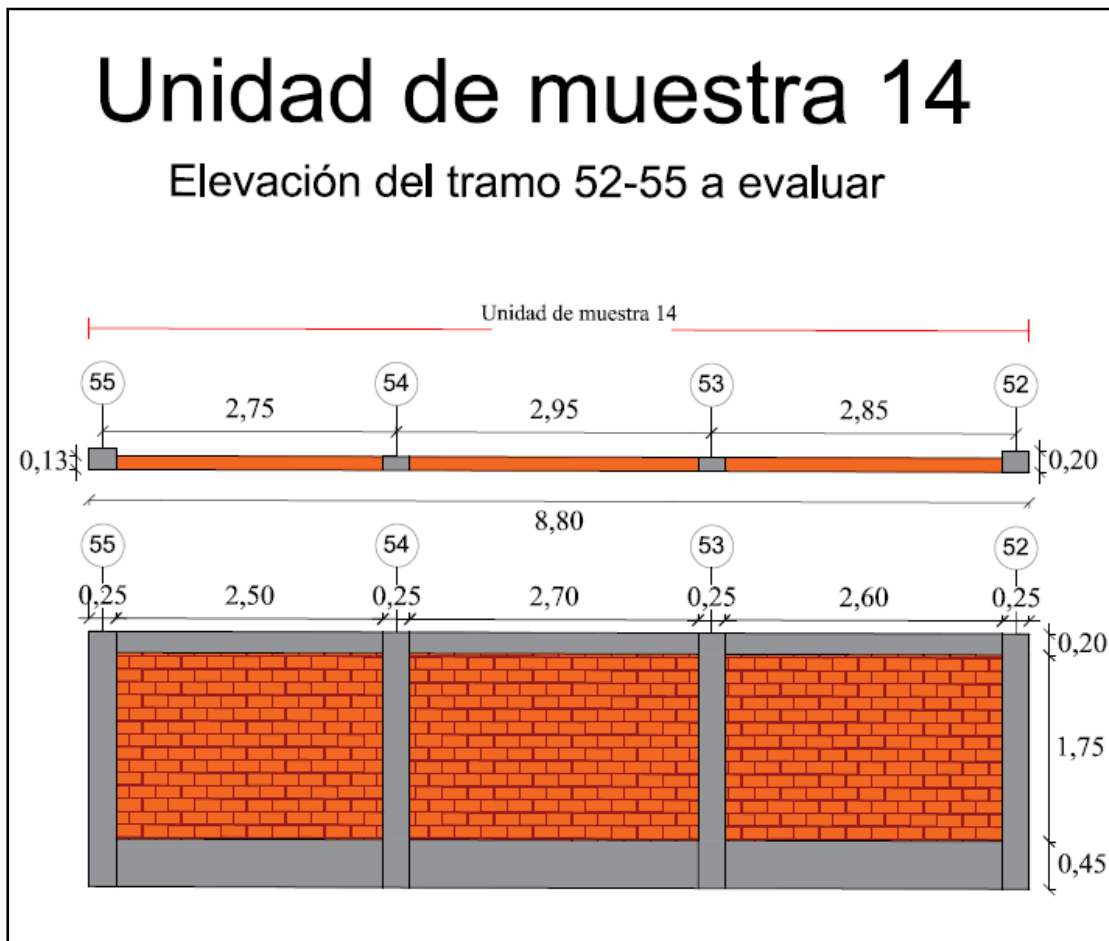 Unidad de muestra 14
Elevación del tramo 52-55 a evaluar
Unidad de muestra 14
55 54 53 52
2,75 2,95 2,85
0,13 0,20
8,80
55 54 53 52
0,25 2,50 0,25 2,70 0,25 2,60 0,25
0,20
1,75
0,45